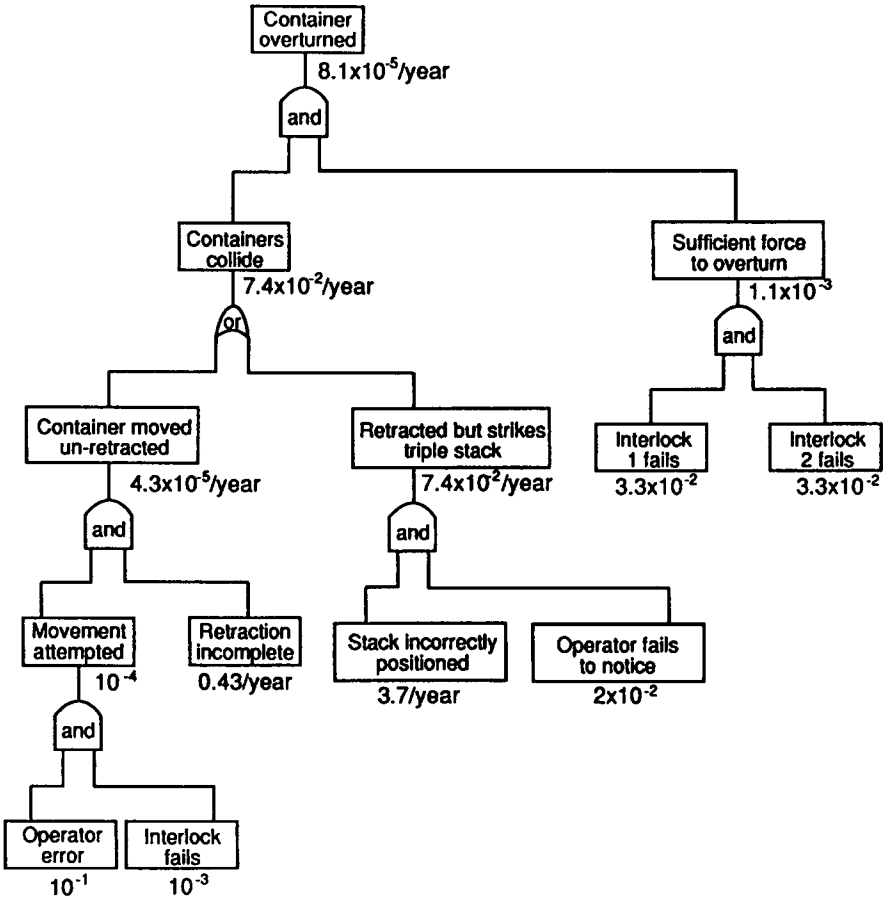 Container
overturned
8.1x10⁻⁵/year
and
Containers
collide
7.4x10⁻²/year
Sufficient force
to overturn
1.1x10⁻³
or
and
Container moved
un-retracted
4.3x10⁻⁵/year
Retracted but strikes
triple stack
7.4x10⁻²/year
Interlock
1 fails
3.3x10⁻²
Interlock
2 fails
3.3x10⁻²
and
and
Movement
attempted
10⁻⁴
Retraction
incomplete
0.43/year
Stack incorrectly
positioned
3.7/year
Operator fails
to notice
2x10⁻²
and
Operator
error
10⁻¹
Interlock
fails
10⁻³